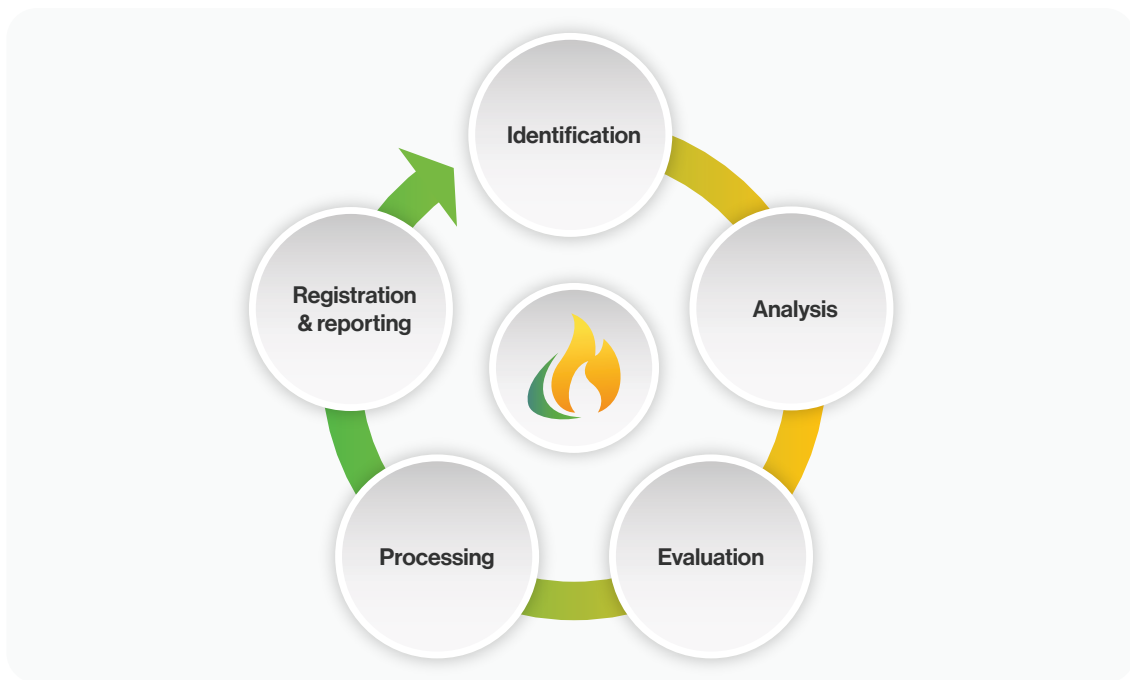 Identification
Analysis
Evaluation
Processing
Registration
& reporting